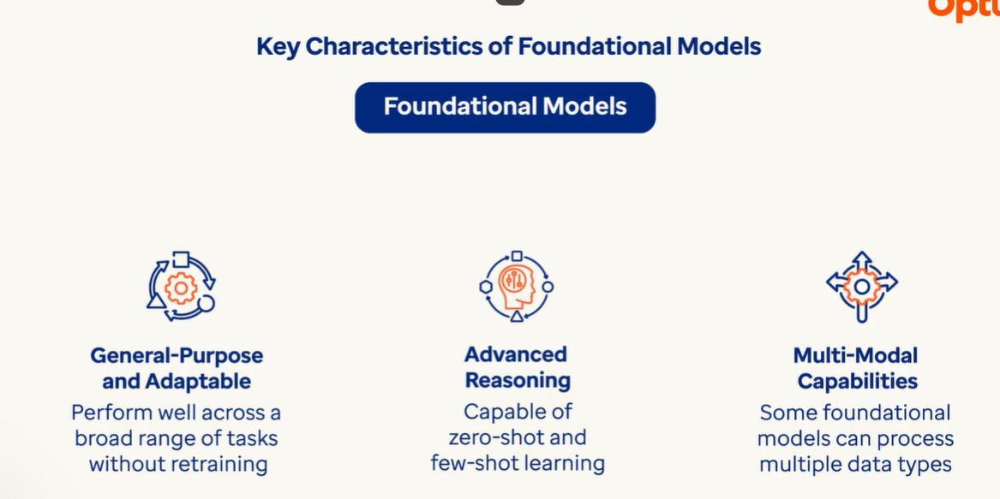 Key Characteristics of Foundational Models
Foundational Models
General-Purpose
and Adaptable
Perform well across a
broad range of tasks
without retraining
Advanced
Reasoning
Capable of
zero-shot and
few-shot learning
Multi-Modal
Capabilities
Some foundational
models can process
multiple data types